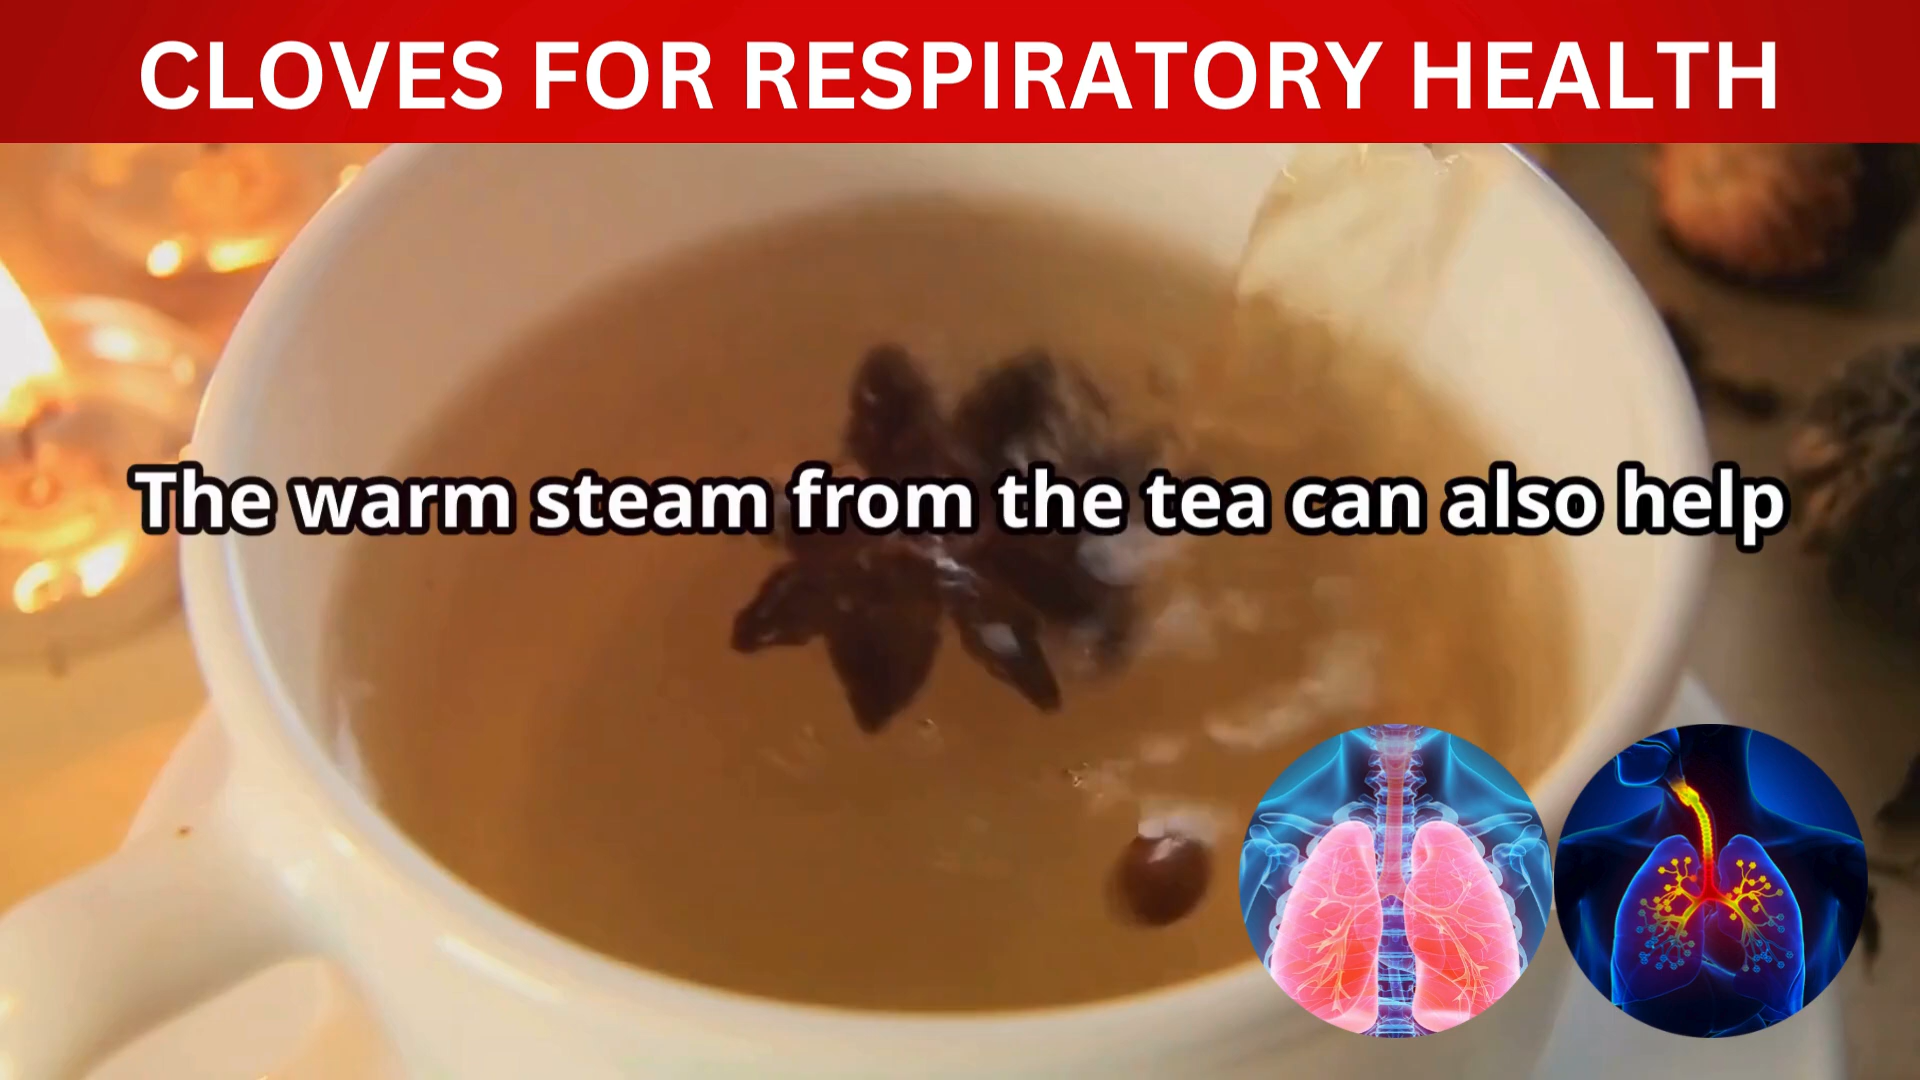 CLOVES FOR RESPIRATORY HEALTH
The warm steam from the tea can also help